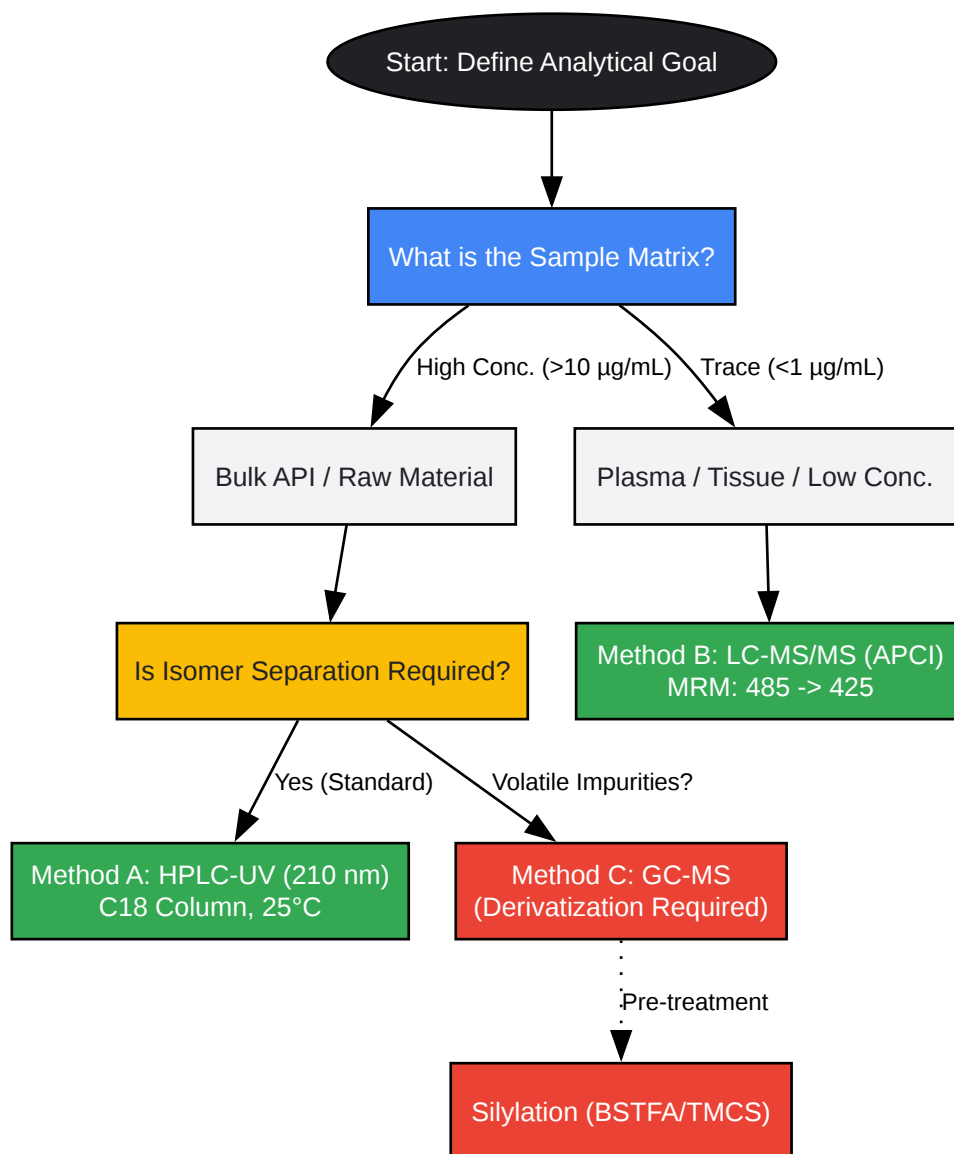 Start: Define Analytical Goal
What is the Sample Matrix?
High Conc. (>10 µg/mL)
Trace (<1 µg/mL)
Bulk API / Raw Material
Plasma / Tissue / Low Conc.
Is Isomer Separation Required?
Method B: LC-MS/MS (APCI)
MRM: 485 -> 425
Yes (Standard)
Volatile Impurities?
Method A: HPLC-UV (210 nm)
C18 Column, 25°C
Method C: GC-MS
(Derivatization Required)
Pre-treatment
Silylation (BSTFA/TMCS)